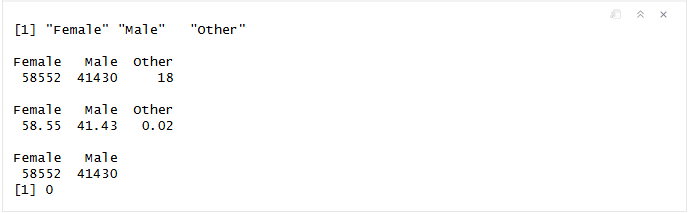 [1] "Female" "Male"   "Other"
Female   Male  Other
 58552  41430     18
Female   Male  Other
 58.55  41.43   0.02
Female   Male
 58552  41430
[1] 0